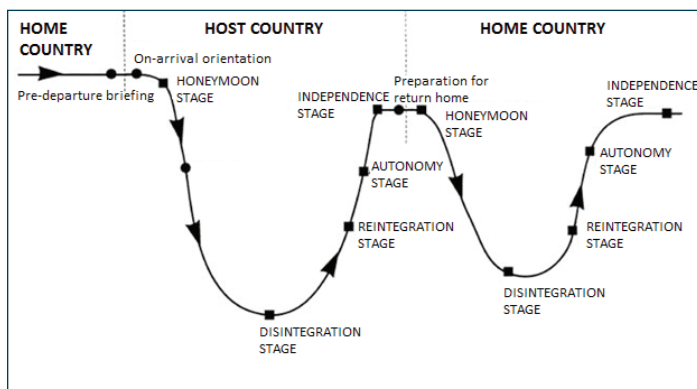 HOME
COUNTRY
HOST COUNTRY
HOME COUNTRY
On-arrival orientation
Pre-departure briefing
HONEYMOON
STAGE
DISINTEGRATION
STAGE
REINTEGRATION
STAGE
AUTONOMY
STAGE
INDEPENDENCE
STAGE
Preparation for
return home
HONEYMOON
STAGE
DISINTEGRATION
STAGE
REINTEGRATION
STAGE
AUTONOMY
STAGE
INDEPENDENCE
STAGE